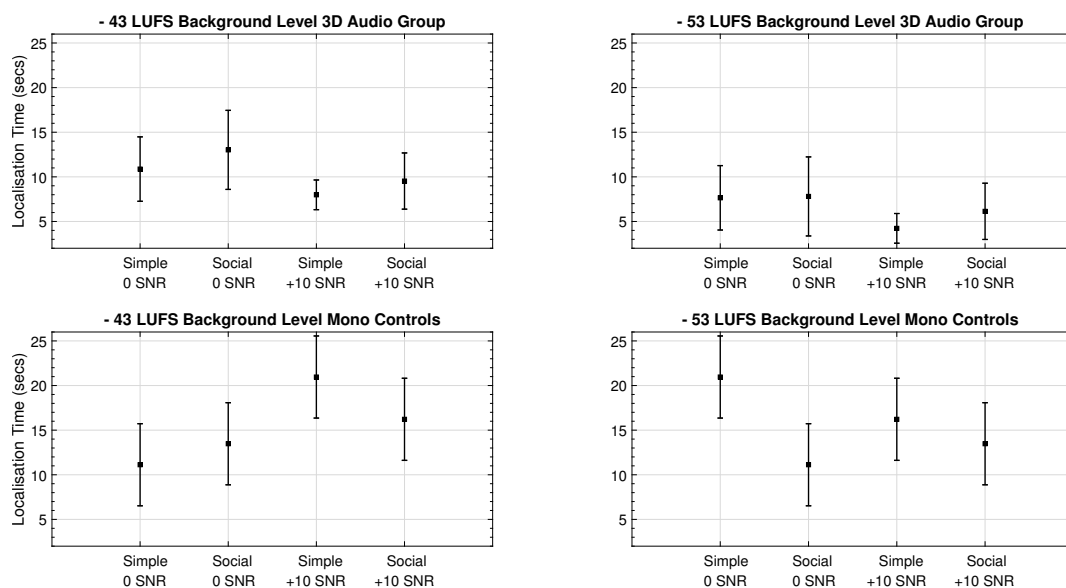 - 43 LUFS Background Level 3D Audio Group
25
20
15
10
5
Localisation Time (secs)
Simple
0 SNR
Social
0 SNR
Simple
+10 SNR
Social
+10 SNR
- 53 LUFS Background Level 3D Audio Group
25
20
15
10
5
Simple
0 SNR
Social
0 SNR
Simple
+10 SNR
Social
+10 SNR
- 43 LUFS Background Level Mono Controls
25
20
15
10
5
Localisation Time (secs)
Simple
0 SNR
Social
0 SNR
Simple
+10 SNR
Social
+10 SNR
- 53 LUFS Background Level Mono Controls
25
20
15
10
5
Simple
0 SNR
Social
0 SNR
Simple
+10 SNR
Social
+10 SNR